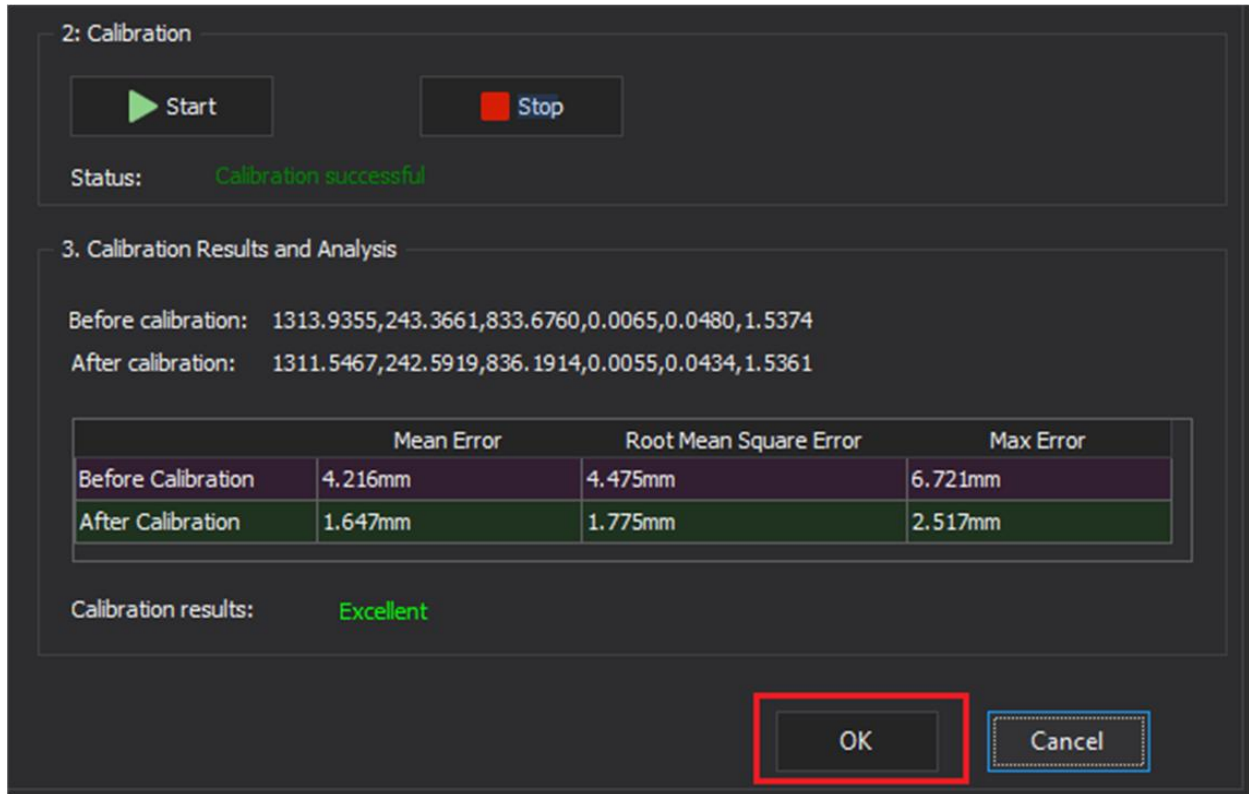 2: Calibration
Start Stop
Status: Calibration successful
3. Calibration Results and Analysis
Before calibration: 1313.9355,243.3661,833.6760,0.0065,0.0480,1.5374
After calibration: 1311.5467,242.5919,836.1914,0.0055,0.0434,1.5361
Mean Error Root Mean Square Error Max Error
Before Calibration 4.216mm 4.475mm 6.721mm
After Calibration 1.647mm 1.775mm 2.517mm
Calibration results: Excellent
OK Cancel